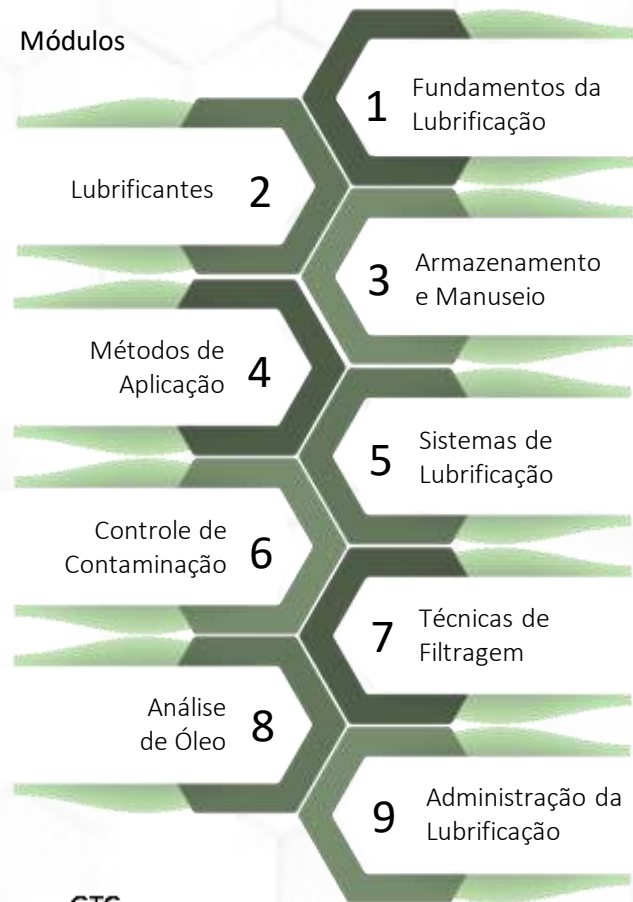 Módulos
1
Fundamentos da
Lubrificação
Lubrificantes
2
3
Armazenamento
e Manuseio
Métodos de
Aplicação
4
5
Sistemas de
Lubrificação
Controle de
Contaminação
6
7
Técnicas de
Filtragem
Análise
de Óleo
8
9
Administração da
Lubrificação